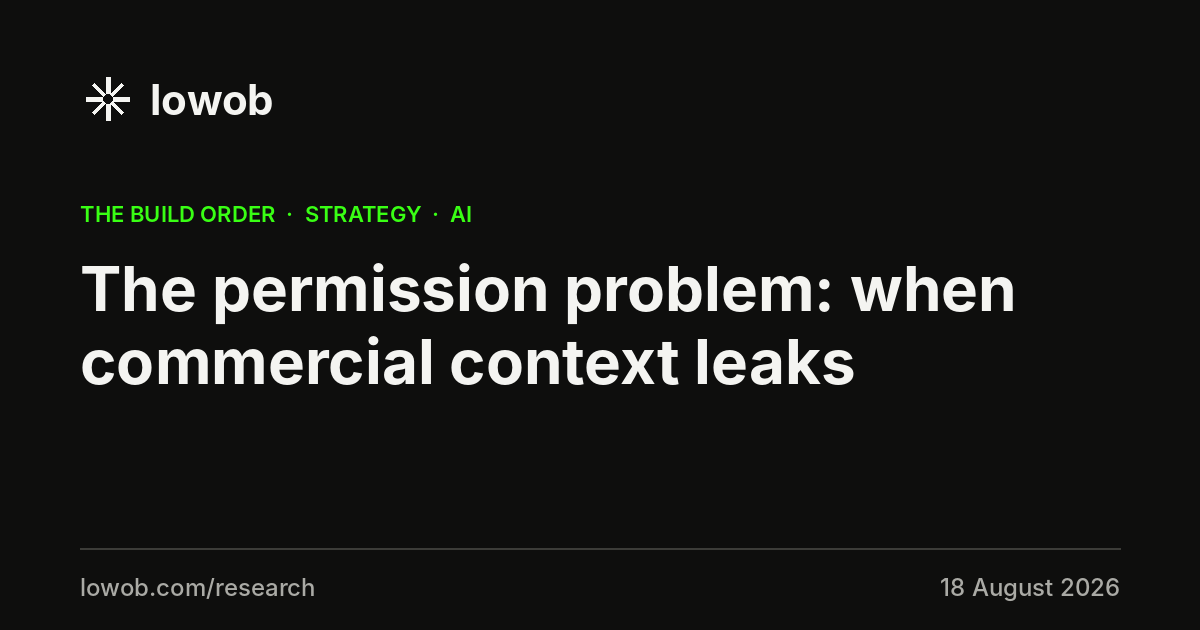 lowob
THE BUILD ORDER · STRATEGY · AI
The permission problem: when
commercial context leaks
lowob.com/research
18 August 2026